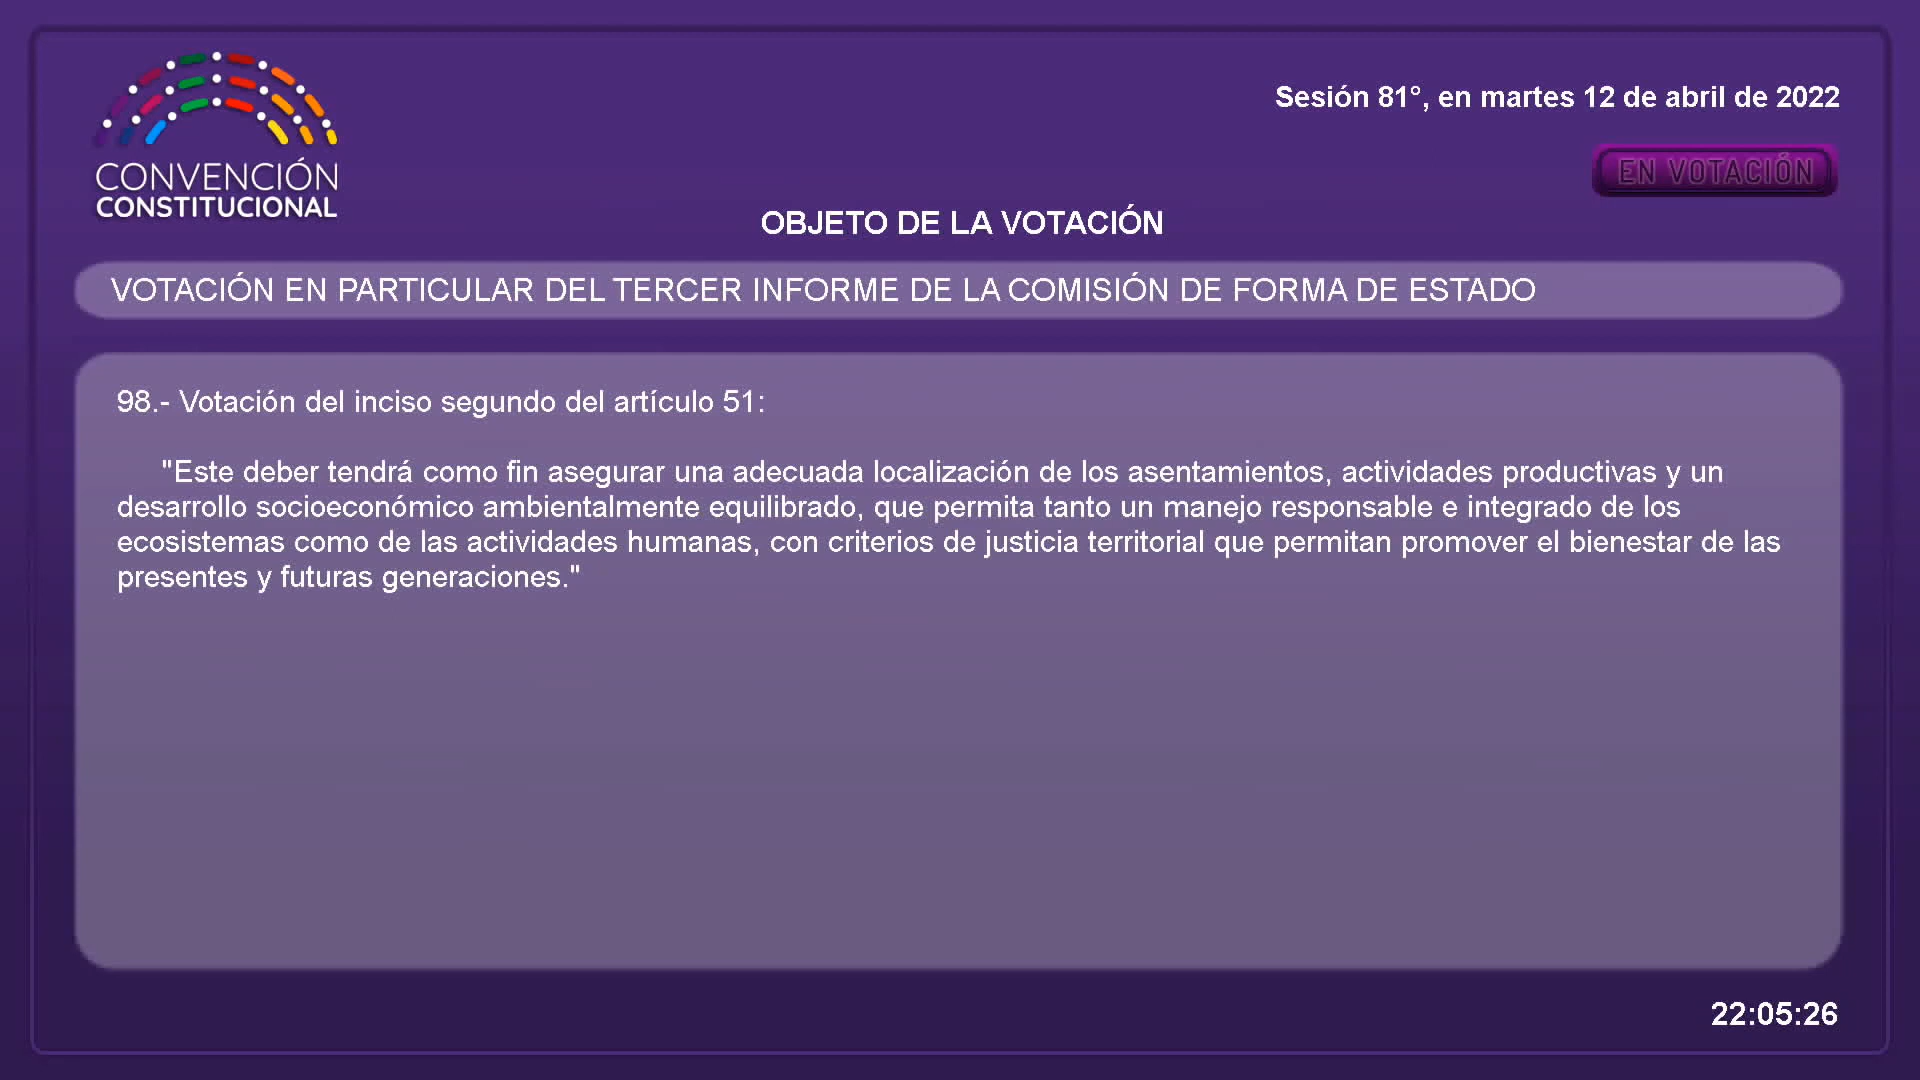 CONVENCIÓN
CONSTITUCIONAL
Sesión 81°, en martes 12 de abril de 2022
EN VOTACIÓN
OBJETO DE LA VOTACIÓN
VOTACIÓN EN PARTICULAR DEL TERCER INFORME DE LA COMISIÓN DE FORMA DE ESTADO
98.- Votación del inciso segundo del artículo 51:
"Este deber tendrá como fin asegurar una adecuada localización de los asentamientos, actividades productivas y un
desarrollo socioeconómico ambientalmente equilibrado, que permita tanto un manejo responsable e integrado de los
ecosistemas como de las actividades humanas, con criterios de justicia territorial que permitan promover el bienestar de las
presentes y futuras generaciones."
22:05:26